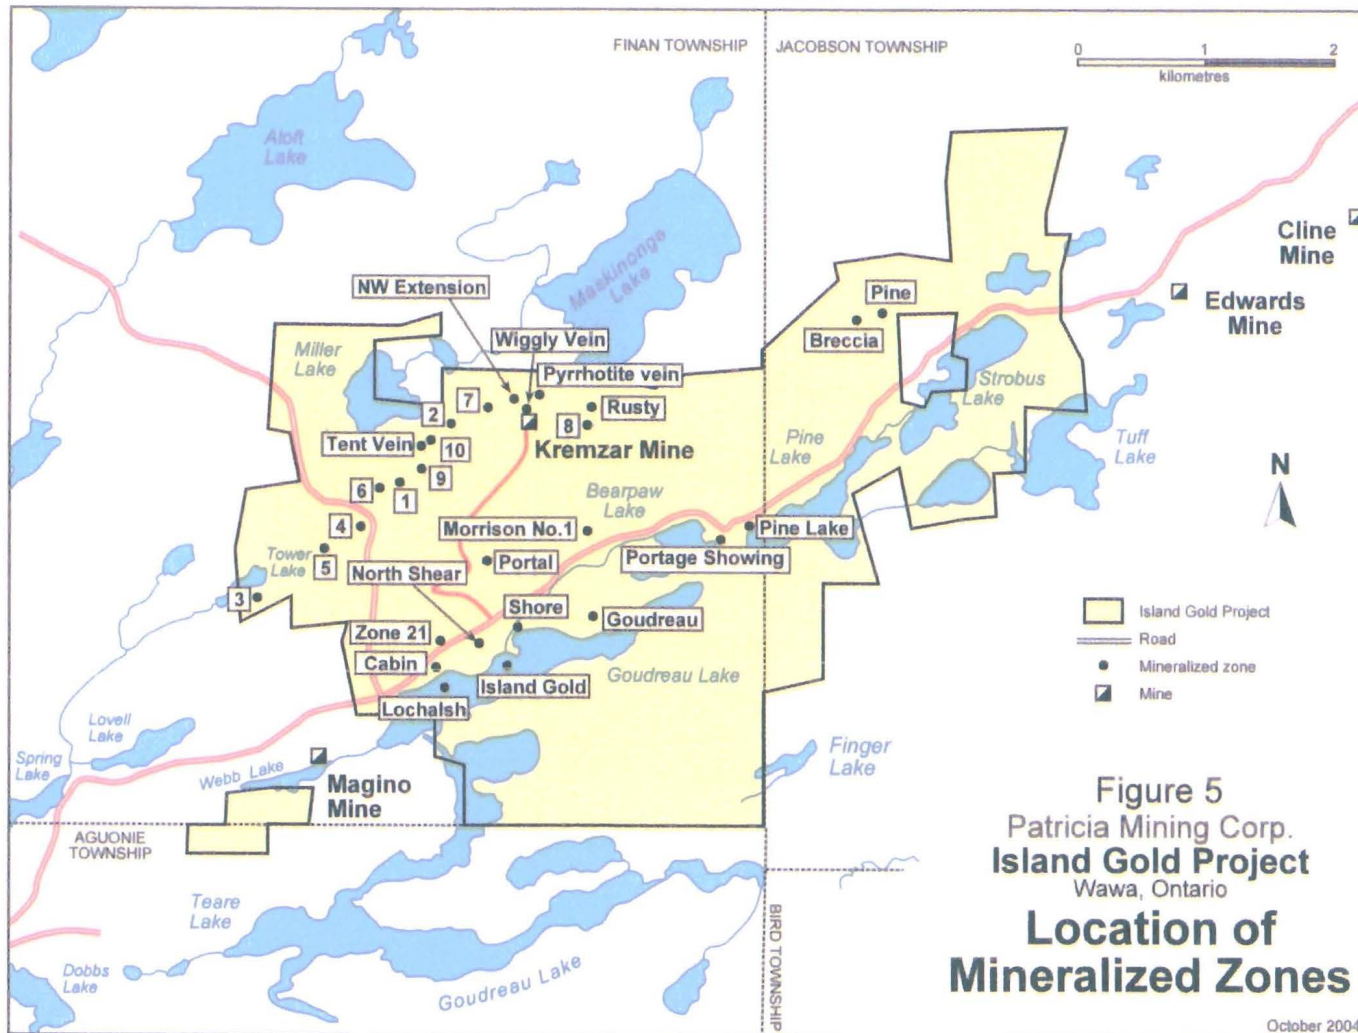 FINAN TOWNSHIP
JACOBSON TOWNSHIP
0 1 2
kilometres
Aloft
Lake
Maskinonga
Lake
Cline
Mine
NW Extension
Pine
Edwards
Mine
Wiggly Vein
Breccia
Miller
Lake
Pyrrhotite vein
Strobus
Lake
7
2
Rusty
8
Tent Vein
10
Kremzar Mine
Pine
Lake
Tuff
Lake
9
N
6
1
Bearpaw
Lake
4
Morrison No.1
Pine Lake
5
Tower
Lake
North Shear
Portal
Portage Showing
3
Shore
Goudreau
Island Gold Project
Zone 21
Road
Cabin
Island Gold
Goudreau Lake
Mineralized zone
Lochalsh
Mine
Lovell
Lake
Spring
Lake
Webb Lake
Magino
Mine
Finger
Lake
AGUONIE
TOWNSHIP
Figure 5
Patricia Mining Corp.
Island Gold Project
Wawa, Ontario
Location of
Mineralized Zones
Teare
Lake
BIRD TOWNSHIP
Dobbs
Lake
Goudreau Lake
October 2004